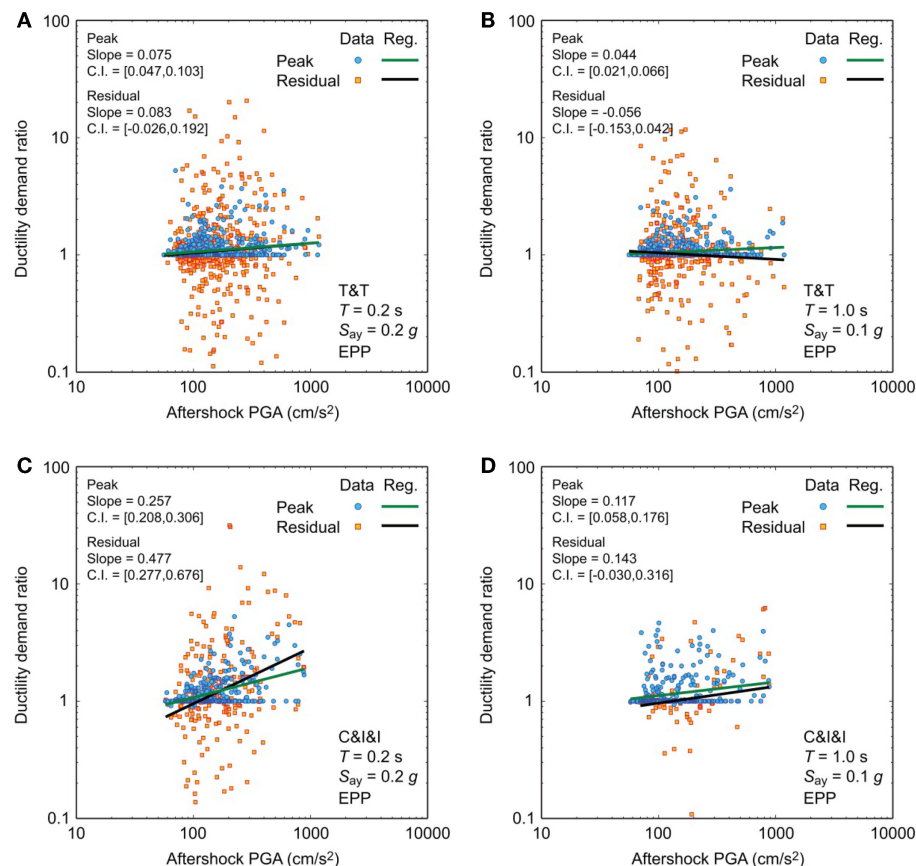 A
Peak
Slope = 0.075
C.I. = [0.047,0.103]
Residual
Slope = 0.083
C.I. = [-0.026,0.192]
Data Reg.
Peak
Residual
T&T
T = 0.2 s
Say = 0.2 g
EPP
100
10
1
0.1
Ductility demand ratio
10 100 1000 10000
Aftershock PGA (cm/s²)
B
Peak
Slope = 0.044
C.I. = [0.021,0.066]
Residual
Slope = -0.056
C.I. = [-0.153,0.042]
Data Reg.
Peak
Residual
T&T
T = 1.0 s
Say = 0.1 g
EPP
100
10
1
0.1
Ductility demand ratio
10 100 1000 10000
Aftershock PGA (cm/s²)
C
Peak
Slope = 0.257
C.I. = [0.208,0.306]
Residual
Slope = 0.477
C.I. = [0.277,0.676]
Data Reg.
Peak
Residual
C&I&I
T = 0.2 s
Say = 0.2 g
EPP
100
10
1
0.1
Ductility demand ratio
10 100 1000 10000
Aftershock PGA (cm/s²)
D
Peak
Slope = 0.117
C.I. = [0.058,0.176]
Residual
Slope = 0.143
C.I. = [-0.030,0.316]
Data Reg.
Peak
Residual
C&I&I
T = 1.0 s
Say = 0.1 g
EPP
100
10
1
0.1
Ductility demand ratio
10 100 1000 10000
Aftershock PGA (cm/s²)